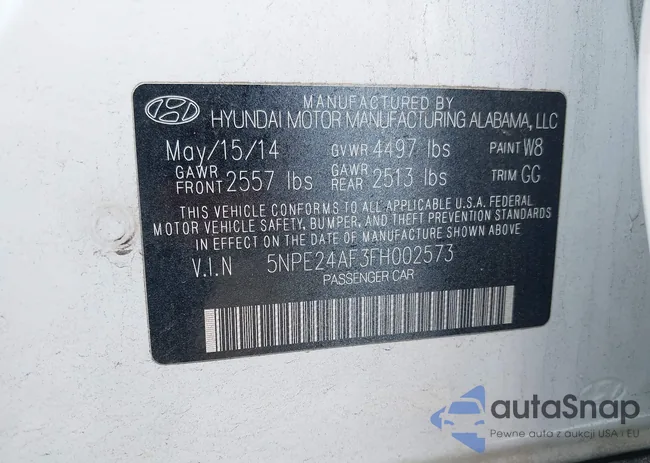 MANUFACTURED BY
HYUNDAI MOTOR MANUFACTURING ALABAMA, LLC
May/15/14 GVWR 4497 lbs PAINT W8
GAWR FRONT 2557 lbs GAWR REAR 2513 lbs TRIM GG
THIS VEHICLE CONFORMS TO ALL APPLICABLE U.S.A. FEDERAL
MOTOR VEHICLE SAFETY, BUMPER, AND THEFT PREVENTION STANDARDS
IN EFFECT ON THE DATE OF MANUFACTURE SHOWN ABOVE.
V.I.N 5NPE24AF3FH002573
PASSENGER CAR
autaSnap
Pewne auta z aukcji USA i EU